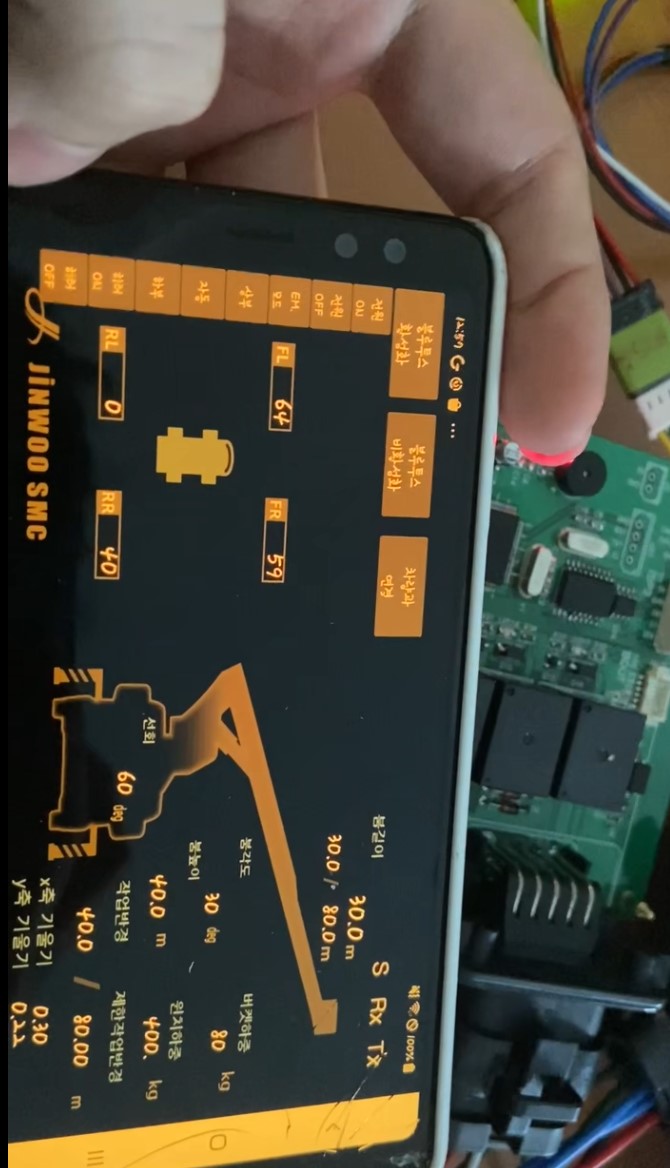 12:57 G ...
100%
블루투스
활성화
블루투스
비활성화
차량과
연결
전원
ON
전원
OFF
EM.
모드
상부
자동
하부
히터
ON
히터
OFF
FL 64
FR 59
RL 0
RR 40
JiNWOO SMC
S Rx Tx
붐길이
30.0 m
30.0 / 80.0 m
붐각도
30 deg
버켓하중
80 kg
붐높이
40.0 m
윈치하중
400. kg
선회
60 deg
작업반경
제한작업반경
40.0 / 80.00 m
x축 기울기 0.30
y축 기울기 0.22